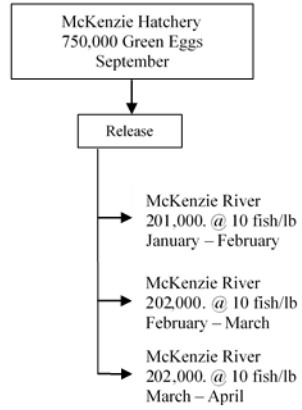 McKenzie Hatchery
750,000 Green Eggs
September
Release
McKenzie River
201,000. @ 10 fish/lb
January – February
McKenzie River
202,000. @ 10 fish/lb
February – March
McKenzie River
202,000. @ 10 fish/lb
March – April